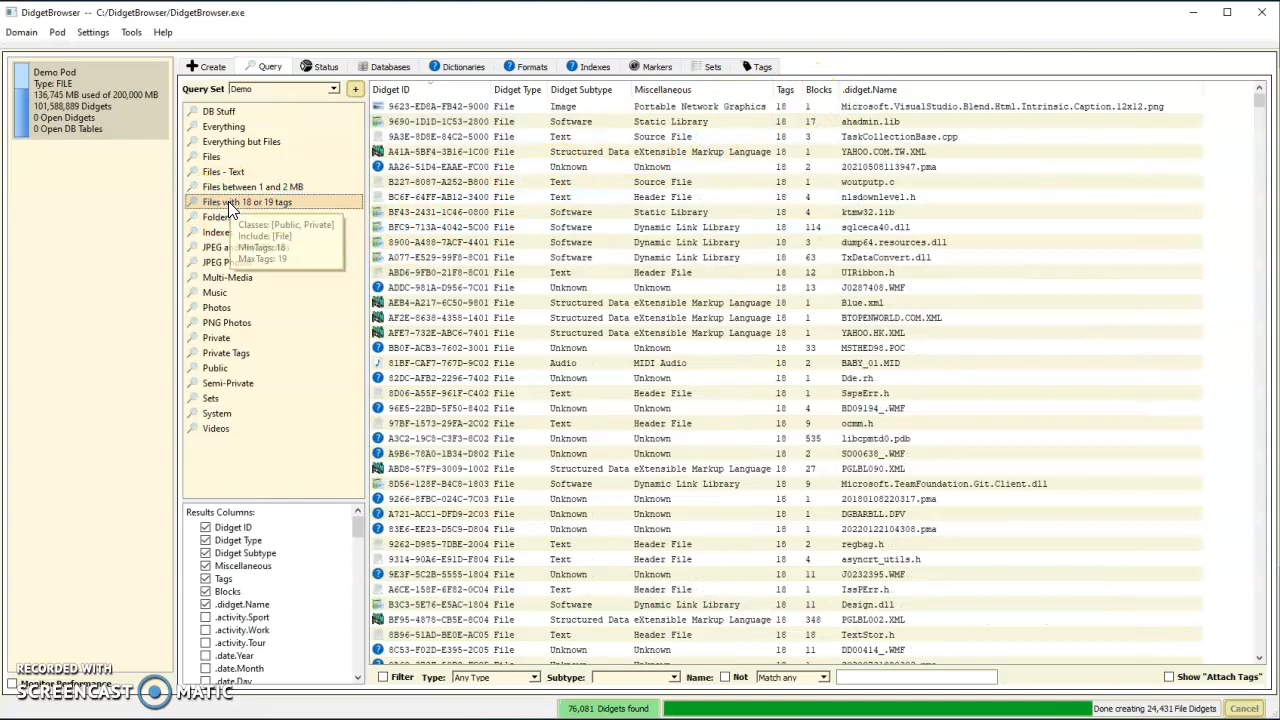 DidgetBrowser -- C:/DidgetBrowser/DidgetBrowser.exe
Domain Pod Settings Tools Help
Demo Pod
Type: FILE
136,745 MB used of 200,000 MB
101,588,889 Didgets
0 Open Didgets
0 Open DB Tables
Create Query Status Databases Dictionaries Formats Indexes Markers Sets Tags
Query Set Demo +
DB Stuff
Everything
Everything but Files
Files
Files - Text
Files between 1 and 2 MB
Files with 18 or 19 tags
Classes: [Public, Private]
Include: [File]
MinTags: 18
MaxTags: 19
Multi-Media
Music
Photos
PNG Photos
Private
Private Tags
Public
Semi-Private
Sets
System
Videos
Results Columns:
Didget ID
Didget Type
Didget Subtype
Miscellaneous
Tags
Blocks
.didget.Name
.activity.Sport
.activity.Work
.activity.Tour
.date.Year
.date.Month
.date.Day
Didget ID Didget Type Didget Subtype Miscellaneous Tags Blocks .didget.Name
9623-ED8A-FB42-9000 File Image Portable Network Graphics 18 1 Microsoft.VisualStudio.Blend.Html.Intrinsic.Caption.12x12.png
9690-1D1D-1C53-2800 File Software Static Library 18 17 ahadmin.lib
9A3E-8D8E-84C2-5000 File Text Source File 18 3 TaskCollectionBase.cpp
A41A-5BF4-3B16-1C00 File Structured Data eXtensible Markup Language 18 1 YAHOO.COM.TW.XML
AA26-51D4-EAAE-FC00 File Unknown Unknown 18 2 20210508113947.pma
B227-8087-A252-B800 File Text Source File 18 1 woutputp.c
BC6F-64FF-AB12-3400 File Text Header File 18 4 nlsdownlevel.h
BF43-2431-1C46-0800 File Software Static Library 18 6 ktmw32.lib
BFC9-713A-4042-5C00 File Software Dynamic Link Library 18 114 sqlceca40.dll
8900-A486-7ACF-4401 File Software Dynamic Link Library 18 3 dump64.resources.dll
A077-E529-99F8-8C01 File Software Dynamic Link Library 18 63 TxDataConvert.dll
ABD6-9FB0-21F8-8C01 File Text Header File 18 12 UIRibbon.h
ADDC-981A-D956-7C01 File Unknown Unknown 18 13 J0287408.WMF
AEB4-A217-6C50-9801 File Structured Data eXtensible Markup Language 18 1 Blue.xml
AF2E-8638-4358-1401 File Structured Data eXtensible Markup Language 18 1 BTOPENWORLD.COM.XML
AFE7-732E-ABC6-7401 File Structured Data eXtensible Markup Language 18 1 YAHOO.HK.XML
BB0F-ACB3-7602-3001 File Unknown Unknown 18 33 MSTHED98.POC
81BF-CAF7-767D-9C02 File Audio MIDI Audio 18 2 BABY_01.MID
82DC-AFB2-2296-7402 File Unknown Unknown 18 1 Dde.rh
8D06-A55F-961F-C402 File Text Header File 18 1 SspsErr.h
96E5-22BD-5F50-8402 File Unknown Unknown 18 4 BD09194_.WMF
97BF-1573-29FA-2C02 File Text Header File 18 9 ocmm.h
A3C2-19C8-C3F3-8C02 File Unknown Unknown 18 535 libcpmtd0.pdb
A9B6-78A0-1B34-D802 File Unknown Unknown 18 2 SO00638_.WMF
ABD8-57F9-3009-1002 File Structured Data eXtensible Markup Language 18 27 PGLBL090.XML
8D56-128F-B4C8-1803 File Software Dynamic Link Library 18 9 Microsoft.TeamFoundation.Git.Client.dll
9266-8FBC-024C-7C03 File Unknown Unknown 18 1 20180108220317.pma
A721-ACC1-DFD9-2C03 File Unknown Unknown 18 1 DGBARBLL.DPV
83E6-EE23-D5C9-D804 File Unknown Unknown 18 1 20220122104308.pma
9262-D985-7DBE-2004 File Text Header File 18 2 regbag.h
9314-90A6-E91D-F804 File Text Header File 18 4 asyncrt_utils.h
9E3F-5C2B-5555-1804 File Unknown Unknown 18 11 J0232395.WMF
A6CE-158F-6F82-0C04 File Text Header File 18 1 IssPErr.h
B3C3-5E76-E5AC-1804 File Software Dynamic Link Library 18 11 Design.dll
BF95-4878-CB5E-8C04 File Structured Data eXtensible Markup Language 18 348 PGLBL002.XML
8B96-51AD-BE0E-AC05 File Text Header File 18 18 TextStor.h
8C53-F02D-E395-2C05 File Unknown Unknown 18 11 DD00414_.WMF
Filter Type: Any Type Subtype: Name: Not Match any Show "Attach Tags"
RECORDED WITH
SCREENCAST MATIC
Monitor Performance
76,081 Didgets found Done creating 24,431 File Didgets Cancel